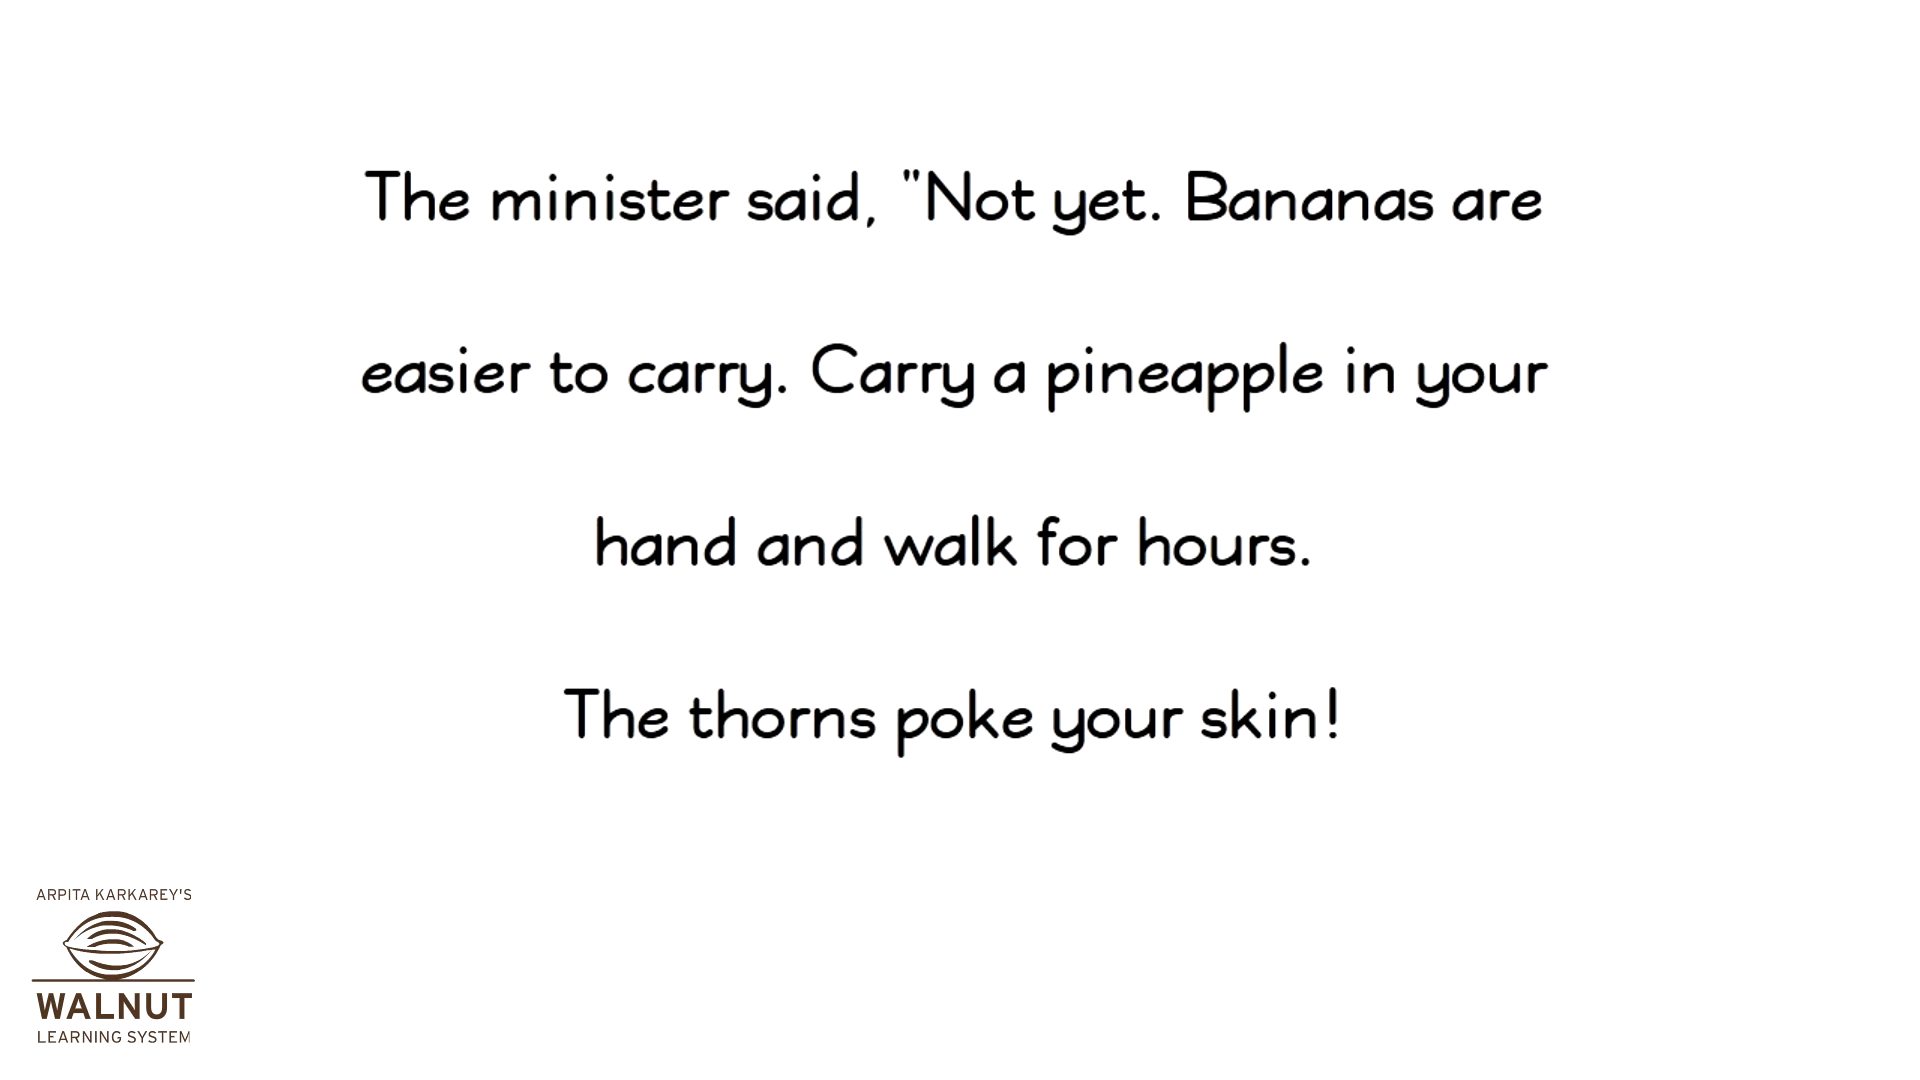 The minister said, "Not yet. Bananas are
easier to carry. Carry a pineapple in your
hand and walk for hours.
The thorns poke your skin!
ARPITA KARKAREY'S
WALNUT
LEARNING SYSTEM